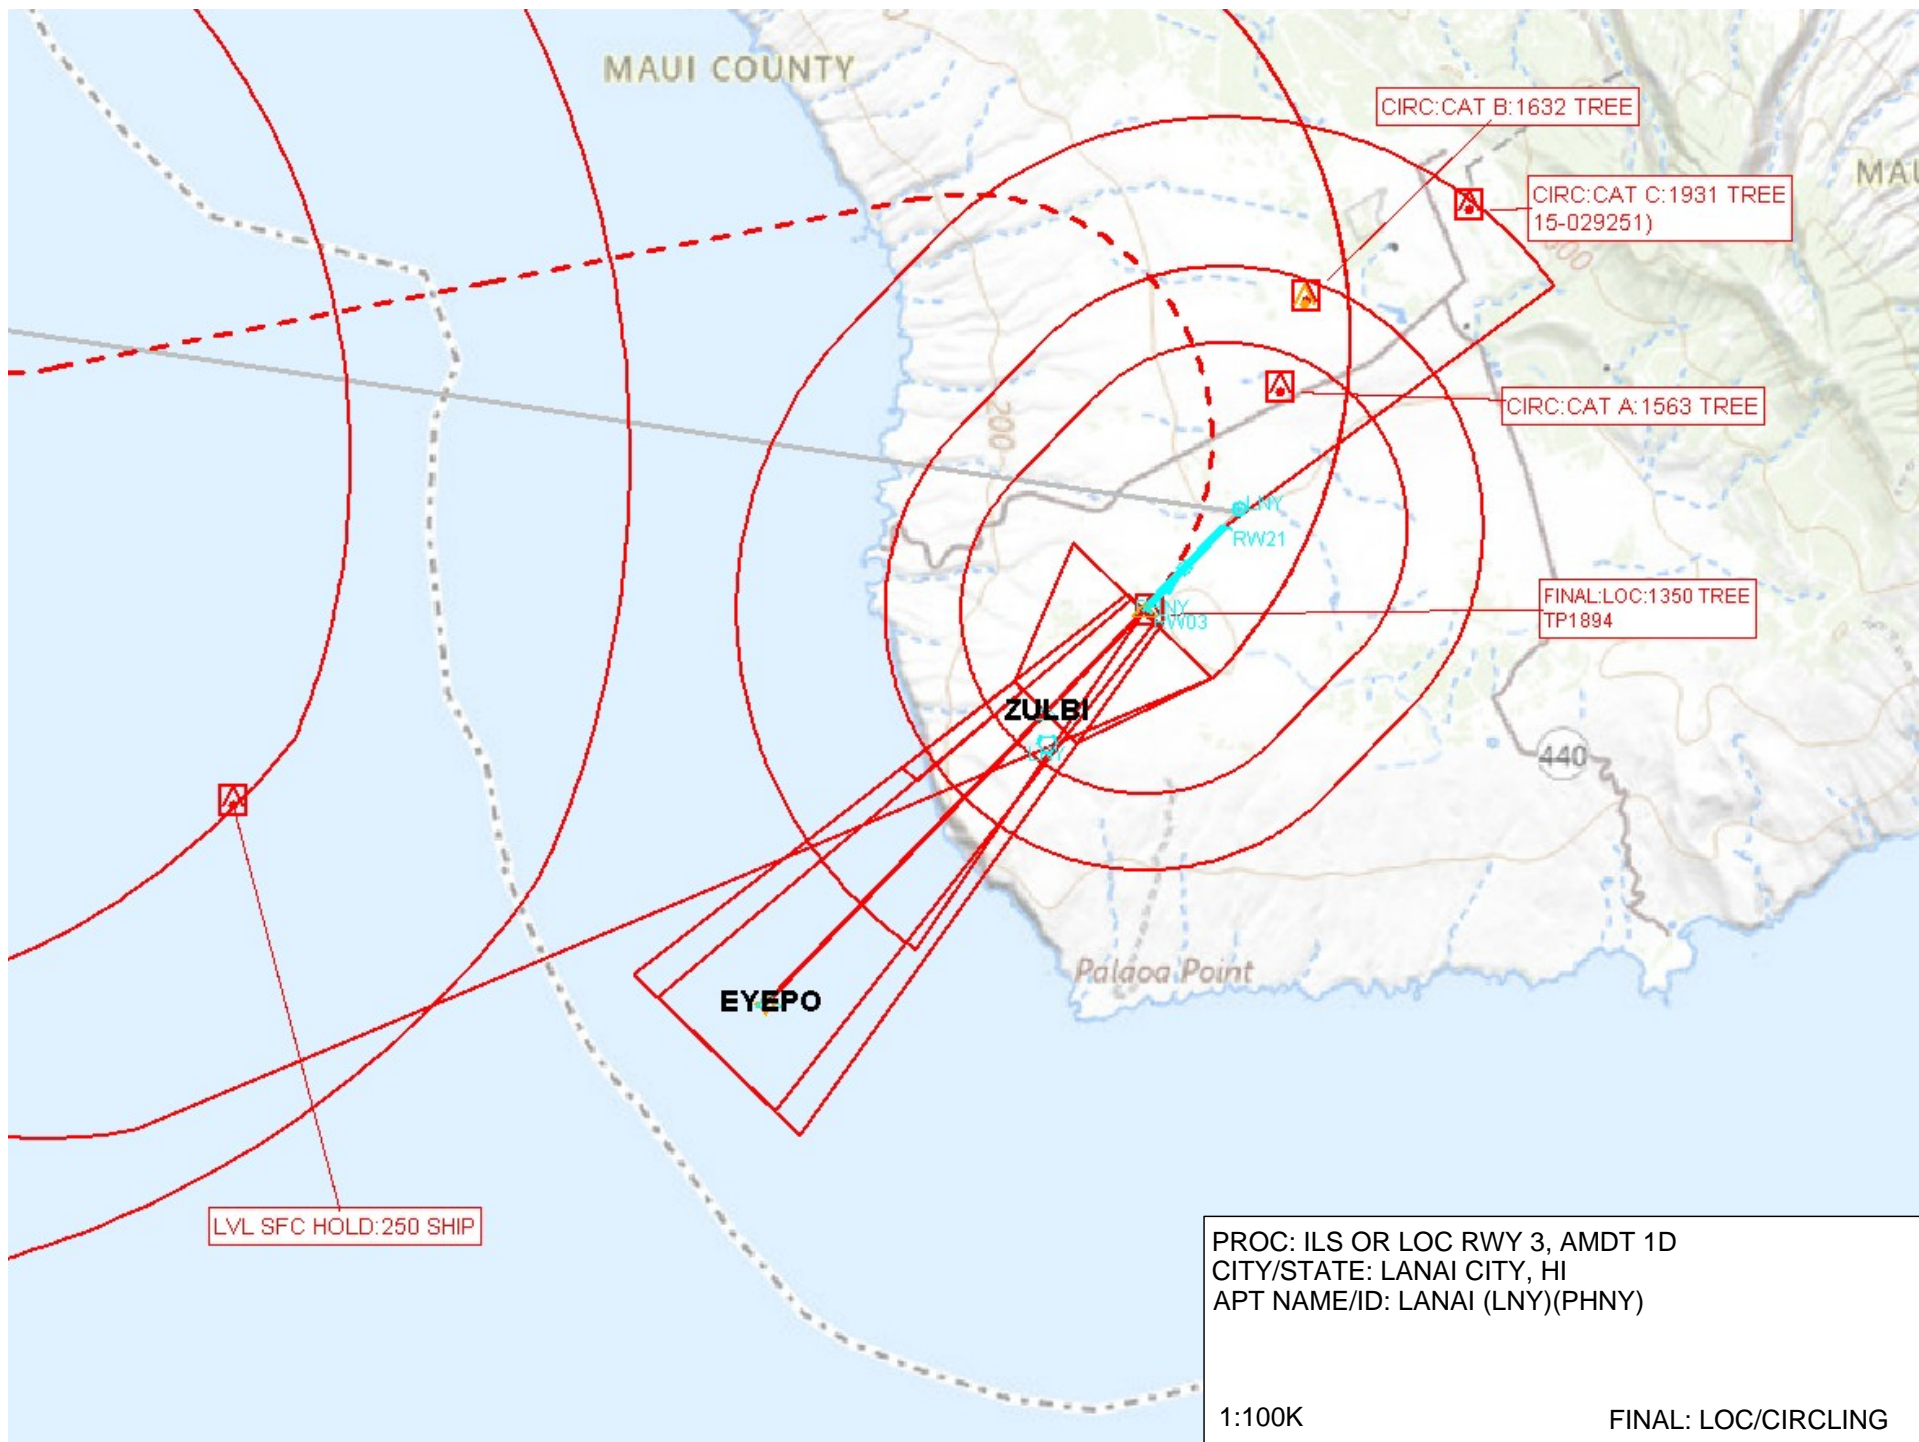 MAUI COUNTY
CIRC:CAT B:1632 TREE
MAU
CIRC:CAT C:1931 TREE
15-029251)
CIRC:CAT A:1563 TREE
200
LNY
RW21
FINAL:LOC:1350 TREE
TP1894
RW03
ZULBI
440
Palaoa Point
EYEPO
LVL SFC HOLD:250 SHIP
PROC: ILS OR LOC RWY 3, AMDT 1D
CITY/STATE: LANAI CITY, HI
APT NAME/ID: LANAI (LNY)(PHNY)
1:100K
FINAL: LOC/CIRCLING